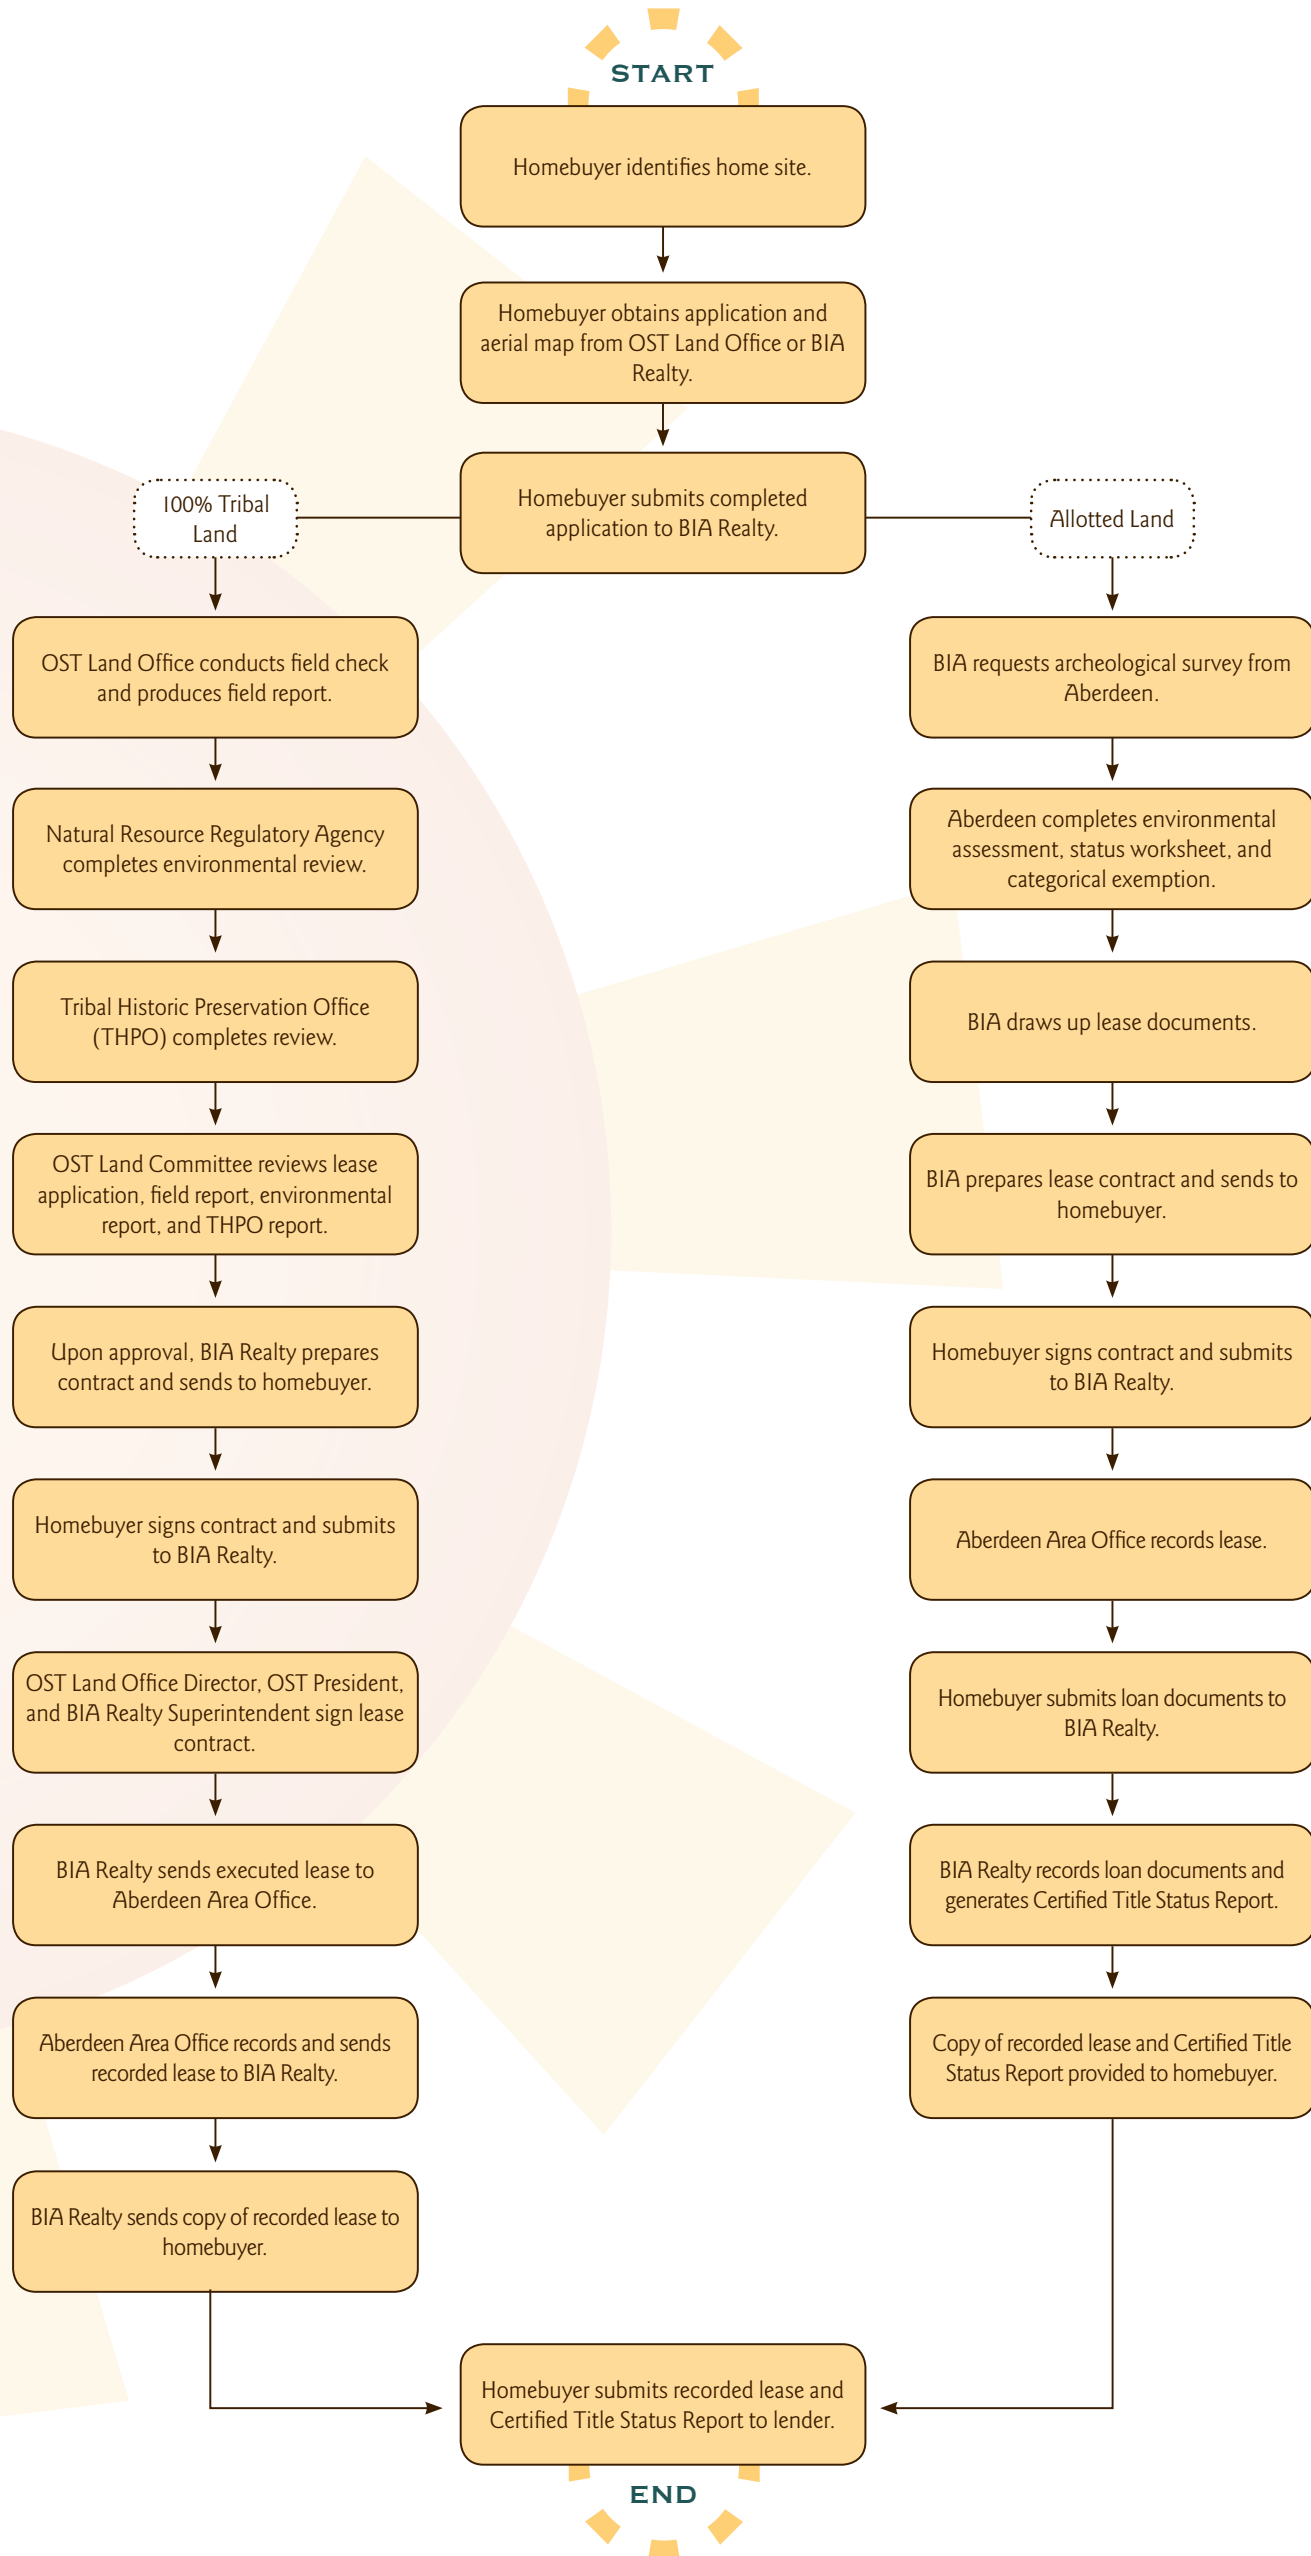 START
Homebuyer identifies home site.
Homebuyer obtains application and
aerial map from OST Land Office or BIA
Realty.
Homebuyer submits completed
application to BIA Realty.
100% Tribal
Land
OST Land Office conducts field check
and produces field report.
Natural Resource Regulatory Agency
completes environmental review.
Tribal Historic Preservation Office
(THPO) completes review.
OST Land Committee reviews lease
application, field report, environmental
report, and THPO report.
Upon approval, BIA Realty prepares
contract and sends to homebuyer.
Homebuyer signs contract and submits
to BIA Realty.
OST Land Office Director, OST President,
and BIA Realty Superintendent sign lease
contract.
BIA Realty sends executed lease to
Aberdeen Area Office.
Aberdeen Area Office records and sends
recorded lease to BIA Realty.
BIA Realty sends copy of recorded lease to
homebuyer.
Allotted Land
BIA requests archeological survey from
Aberdeen.
Aberdeen completes environmental
assessment, status worksheet, and
categorical exemption.
BIA draws up lease documents.
BIA prepares lease contract and sends to
homebuyer.
Homebuyer signs contract and submits
to BIA Realty.
Aberdeen Area Office records lease.
Homebuyer submits loan documents to
BIA Realty.
BIA Realty records loan documents and
generates Certified Title Status Report.
Copy of recorded lease and Certified Title
Status Report provided to homebuyer.
Homebuyer submits recorded lease and
Certified Title Status Report to lender.
END